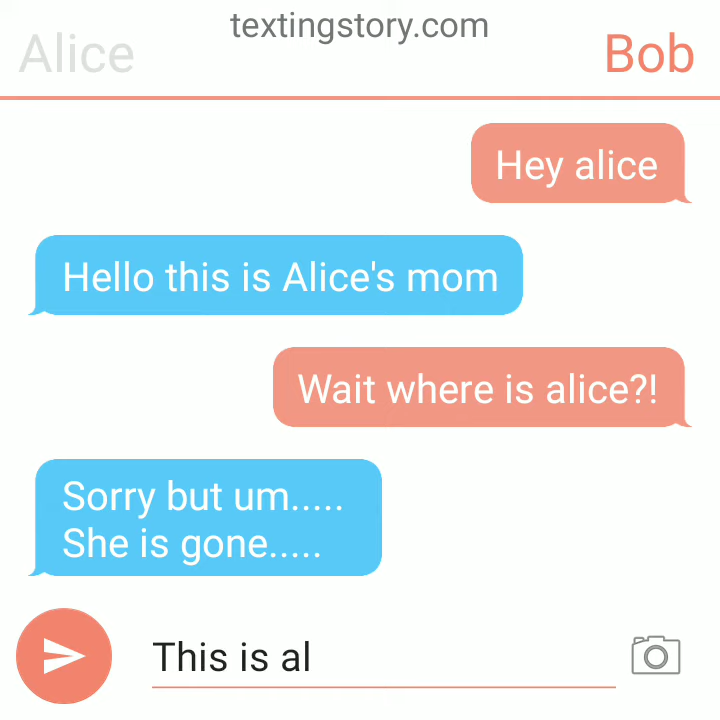 textingstory.com
Alice
Bob
Hey alice
Hello this is Alice's mom
Wait where is alice?!
Sorry but um.....
She is gone.....
This is al